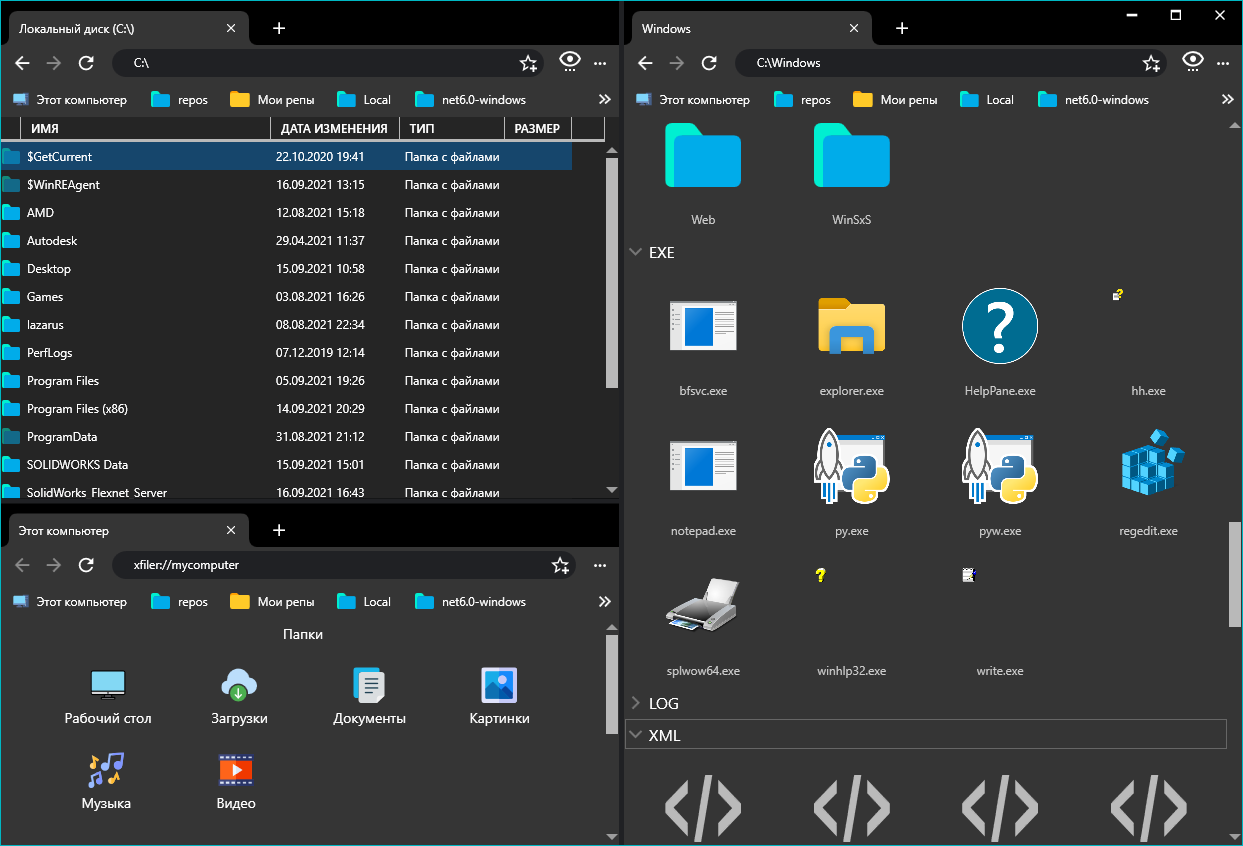 Локальный диск (C:\)
C:\
Этот компьютер repos Мои репы Local net6.0-windows
ИМЯ ДАТА ИЗМЕНЕНИЯ ТИП РАЗМЕР
$GetCurrent 22.10.2020 19:41 Папка с файлами
$WinREAgent 16.09.2021 13:15 Папка с файлами
AMD 12.08.2021 15:18 Папка с файлами
Autodesk 29.04.2021 11:37 Папка с файлами
Desktop 15.09.2021 10:58 Папка с файлами
Games 03.08.2021 16:26 Папка с файлами
lazarus 08.08.2021 22:34 Папка с файлами
PerfLogs 07.12.2019 12:14 Папка с файлами
Program Files 05.09.2021 19:26 Папка с файлами
Program Files (x86) 14.09.2021 20:29 Папка с файлами
ProgramData 31.08.2021 21:12 Папка с файлами
SOLIDWORKS Data 15.09.2021 15:01 Папка с файлами
SolidWorks_Flexnet_Server 16.09.2021 16:43 Папка с файлами
Этот компьютер
xfiler://mycomputer
Этот компьютер repos Мои репы Local net6.0-windows
Папки
Рабочий стол Загрузки Документы Картинки
Музыка Видео
Windows
C:\Windows
Этот компьютер repos Мои репы Local net6.0-windows
Web WinSxS
EXE
bfsvc.exe explorer.exe HelpPane.exe hh.exe
notepad.exe py.exe pyw.exe regedit.exe
splwow64.exe winhlp32.exe write.exe
LOG
XML